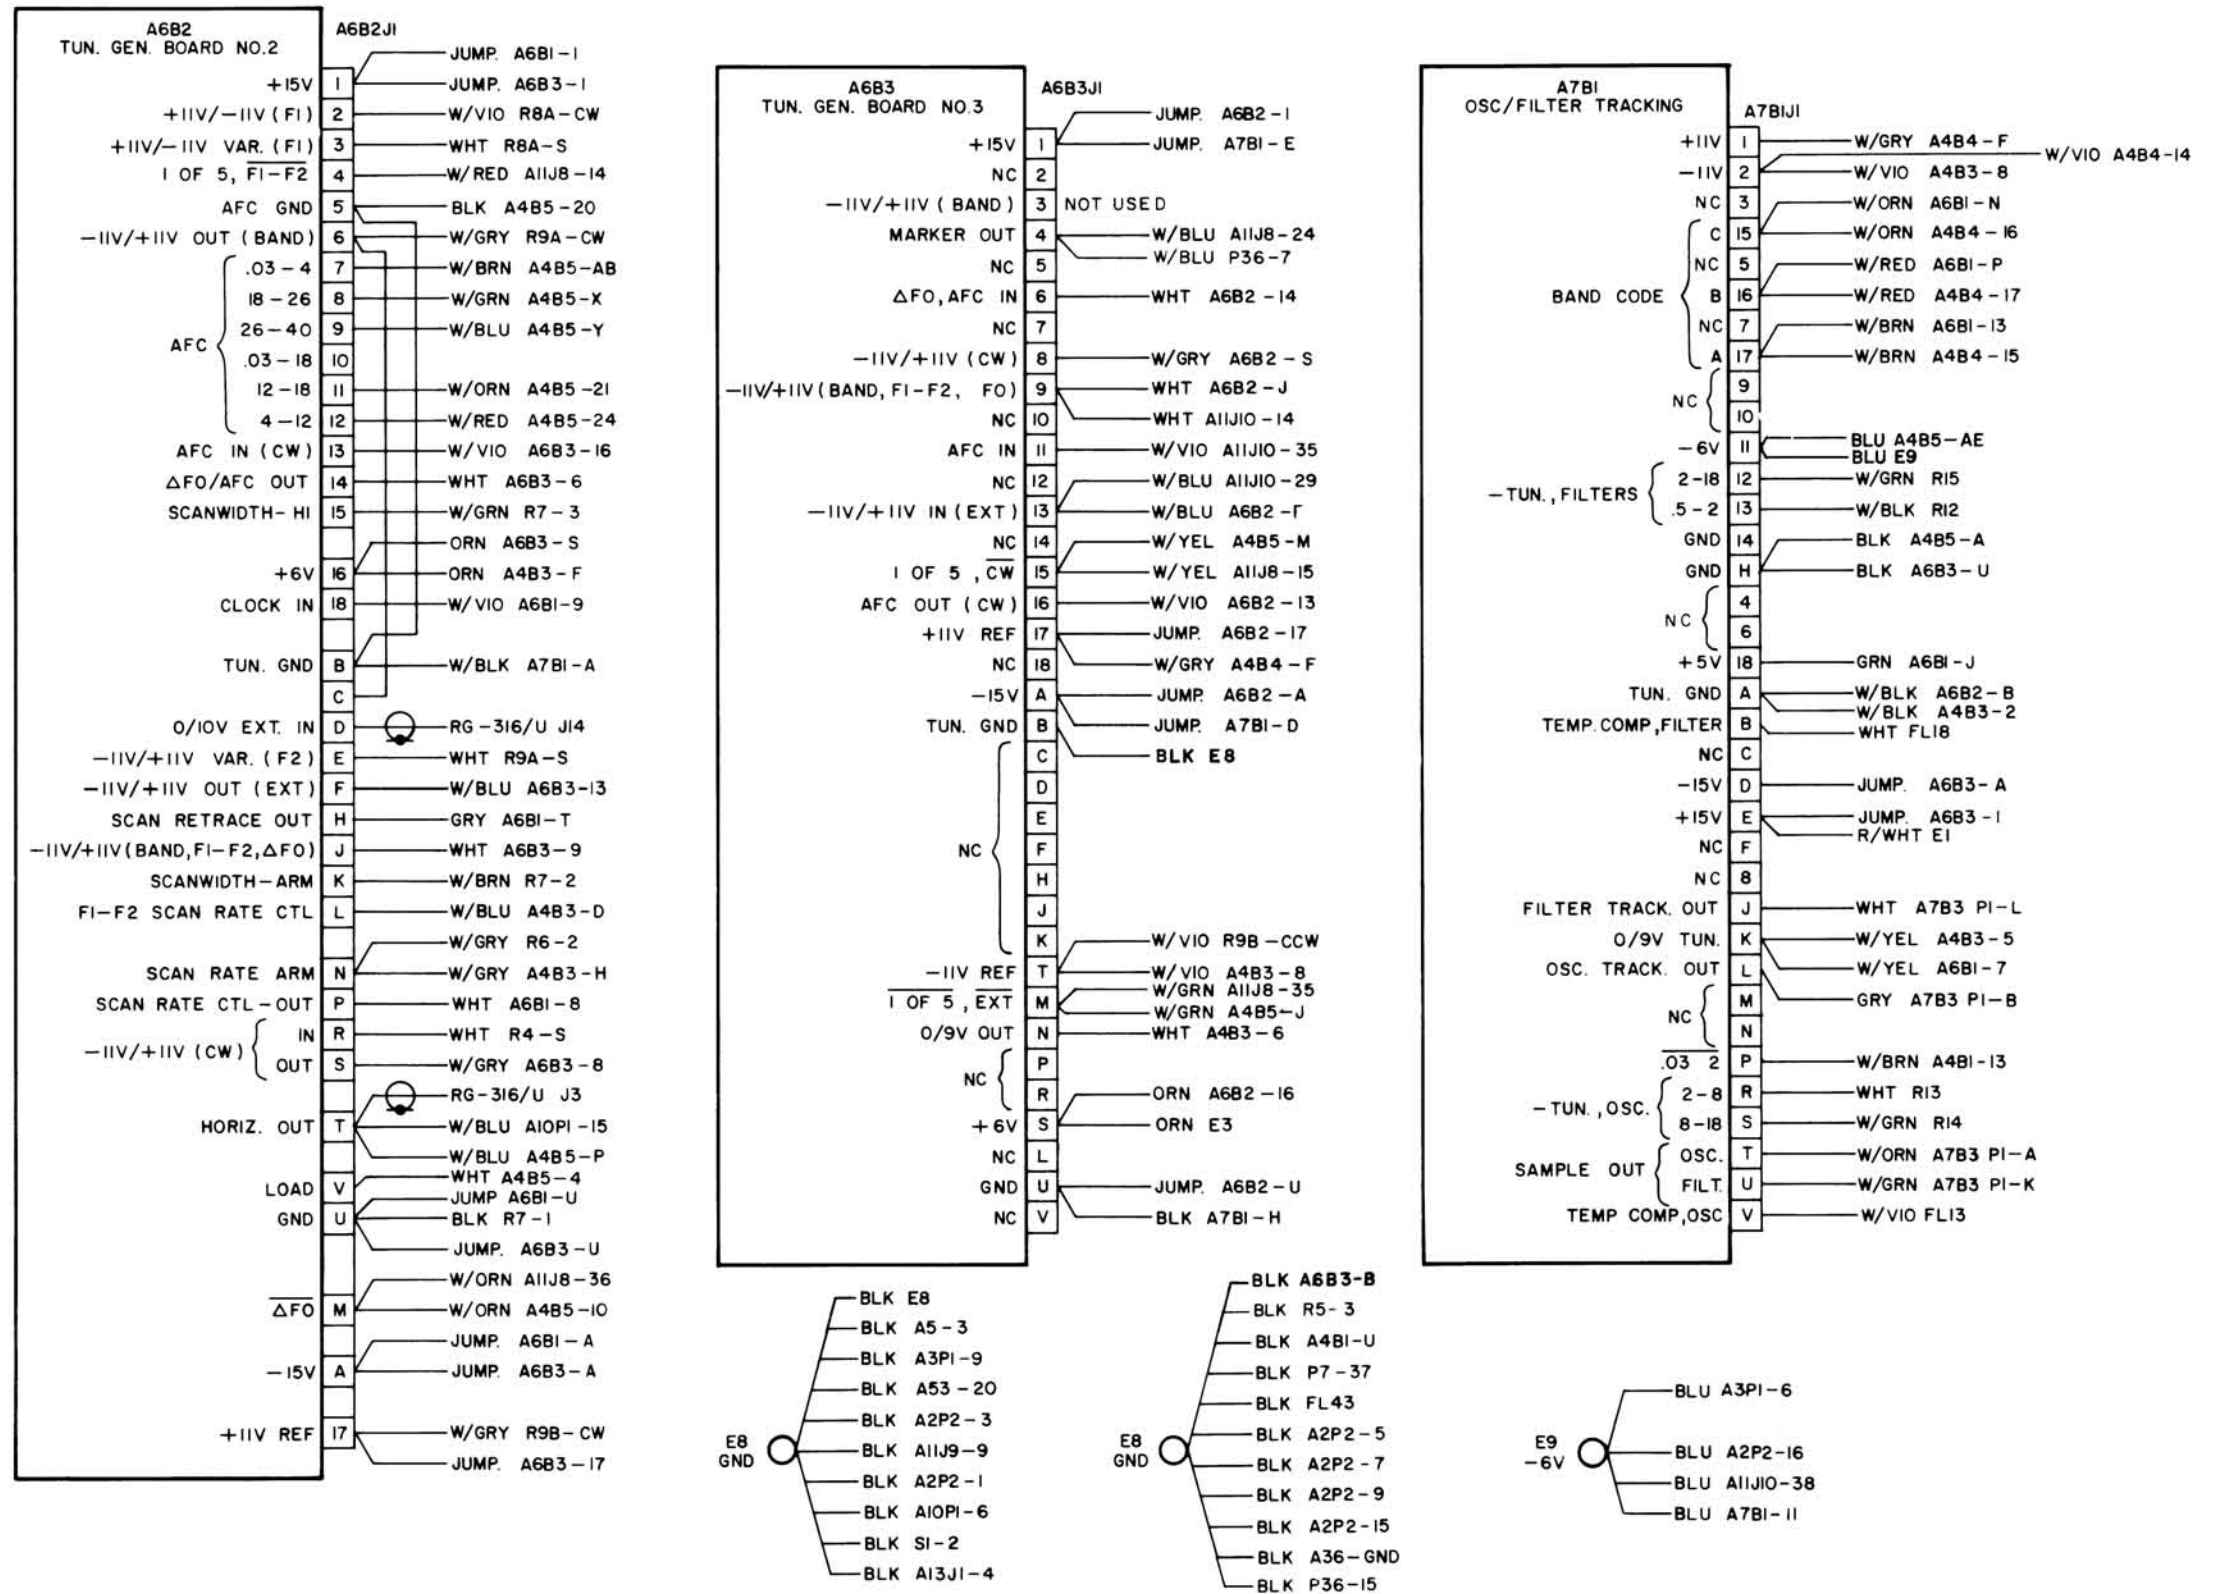 A6B2
TUN. GEN. BOARD NO.2
A6B2J1
JUMP. A6B1-1
+15V 1 JUMP. A6B3-1
+11V/-11V (F1) 2 W/VIO R8A-CW
+11V/-11V VAR. (F1) 3 WHT R8A-S
1 OF 5, F1-F2 4 W/RED A11J8-14
AFC GND 5 BLK A4B5-20
-11V/+11V OUT (BAND) 6 W/GRY R9A-CW
.03-4 7 W/BRN A4B5-AB
18-26 8 W/GRN A4B5-X
26-40 9 W/BLU A4B5-Y
AFC
.03-18 10
12-18 11 W/ORN A4B5-21
4-12 12 W/RED A4B5-24
AFC IN (CW) 13 W/VIO A6B3-16
ΔFO/AFC OUT 14 WHT A6B3-6
SCANWIDTH-HI 15 W/GRN R7-3
ORN A6B3-S
+6V 16 ORN A4B3-F
CLOCK IN 18 W/VIO A6B1-9
TUN. GND B W/BLK A7B1-A
C
0/10V EXT. IN D RG-316/U J14
-11V/+11V VAR. (F2) E WHT R9A-S
-11V/+11V OUT (EXT) F W/BLU A6B3-13
SCAN RETRACE OUT H GRY A6B1-T
-11V/+11V(BAND,F1-F2,ΔFO) J WHT A6B3-9
SCANWIDTH-ARM K W/BRN R7-2
F1-F2 SCAN RATE CTL L W/BLU A4B3-D
W/GRY R6-2
SCAN RATE ARM N W/GRY A4B3-H
SCAN RATE CTL-OUT P WHT A6B1-8
IN R WHT R4-S
-11V/+11V (CW)
OUT S W/GRY A6B3-8
RG-316/U J3
HORIZ. OUT T W/BLU A10P1-15
W/BLU A4B5-P
WHT A4B5-4
LOAD V
JUMP A6B1-U
GND U BLK R7-1
JUMP. A6B3-U
W/ORN A11J8-36
ΔFO M W/ORN A4B5-10
JUMP. A6B1-A
-15V A JUMP. A6B3-A
+11V REF 17 W/GRY R9B-CW
JUMP. A6B3-17
A6B3
TUN. GEN. BOARD NO.3
A6B3J1
JUMP. A6B2-1
+15V 1 JUMP. A7B1-E
NC 2
-11V/+11V (BAND) 3 NOT USED
MARKER OUT 4 W/BLU A11J8-24
W/BLU P36-7
NC 5
ΔFO,AFC IN 6 WHT A6B2-14
NC 7
-11V/+11V (CW) 8 W/GRY A6B2-S
-11V/+11V(BAND, F1-F2, FO) 9 WHT A6B2-J
NC 10 WHT A11J10-14
AFC IN 11 W/VIO A11J10-35
NC 12 W/BLU A11J10-29
-11V/+11V IN (EXT) 13 W/BLU A6B2-F
NC 14 W/YEL A4B5-M
1 OF 5, CW 15 W/YEL A11J8-15
AFC OUT (CW) 16 W/VIO A6B2-13
+11V REF 17 JUMP. A6B2-17
NC 18 W/GRY A4B4-F
-15V A JUMP. A6B2-A
TUN. GND B JUMP. A7B1-D
C BLK E8
D
E
NC F
H
J
K W/VIO R9B-CCW
-11V REF T W/VIO A4B3-8
W/GRN A11J8-35
1 OF 5, EXT M
W/GRN A4B5-J
0/9V OUT N WHT A4B3-6
P
NC
R ORN A6B2-16
+6V S ORN E3
NC L
GND U JUMP. A6B2-U
NC V BLK A7B1-H
A7B1
OSC/FILTER TRACKING
A7B1J1
+11V 1 W/GRY A4B4-F
W/VIO A4B4-14
-11V 2 W/VIO A4B3-8
NC 3 W/ORN A6B1-N
C 15 W/ORN A4B4-16
NC 5 W/RED A6B1-P
BAND CODE B 16 W/RED A4B4-17
NC 7 W/BRN A6B1-13
A 17 W/BRN A4B4-15
9
NC
10
BLU A4B5-AE
-6V 11
BLU E9
2-18 12 W/GRN R15
-TUN., FILTERS
.5-2 13 W/BLK R12
GND 14 BLK A4B5-A
GND H BLK A6B3-U
4
NC
6
+5V 18 GRN A6B1-J
TUN. GND A W/BLK A6B2-B
W/BLK A4B3-2
TEMP.COMP,FILTER B
WHT FL18
NC C
-15V D JUMP. A6B3-A
+15V E JUMP. A6B3-1
R/WHT E1
NC F
NC 8
FILTER TRACK. OUT J WHT A7B3 P1-L
0/9V TUN. K W/YEL A4B3-5
OSC. TRACK. OUT L W/YEL A6B1-7
M GRY A7B3 P1-B
NC
N
.03 2 P W/BRN A4B1-13
2-8 R WHT R13
-TUN., OSC.
8-18 S W/GRN R14
OSC. T W/ORN A7B3 P1-A
SAMPLE OUT
FILT. U W/GRN A7B3 P1-K
TEMP COMP,OSC V W/VIO FL13
E8
GND
BLK E8
BLK A5-3
BLK A3P1-9
BLK A53-20
BLK A2P2-3
BLK A11J9-9
BLK A2P2-1
BLK A10P1-6
BLK S1-2
BLK A13J1-4
E8
GND
BLK A6B3-B
BLK R5-3
BLK A4B1-U
BLK P7-37
BLK FL43
BLK A2P2-5
BLK A2P2-7
BLK A2P2-9
BLK A2P2-15
BLK A36-GND
BLK P36-15
E9
-6V
BLU A3P1-6
BLU A2P2-16
BLU A11J10-38
BLU A7B1-11